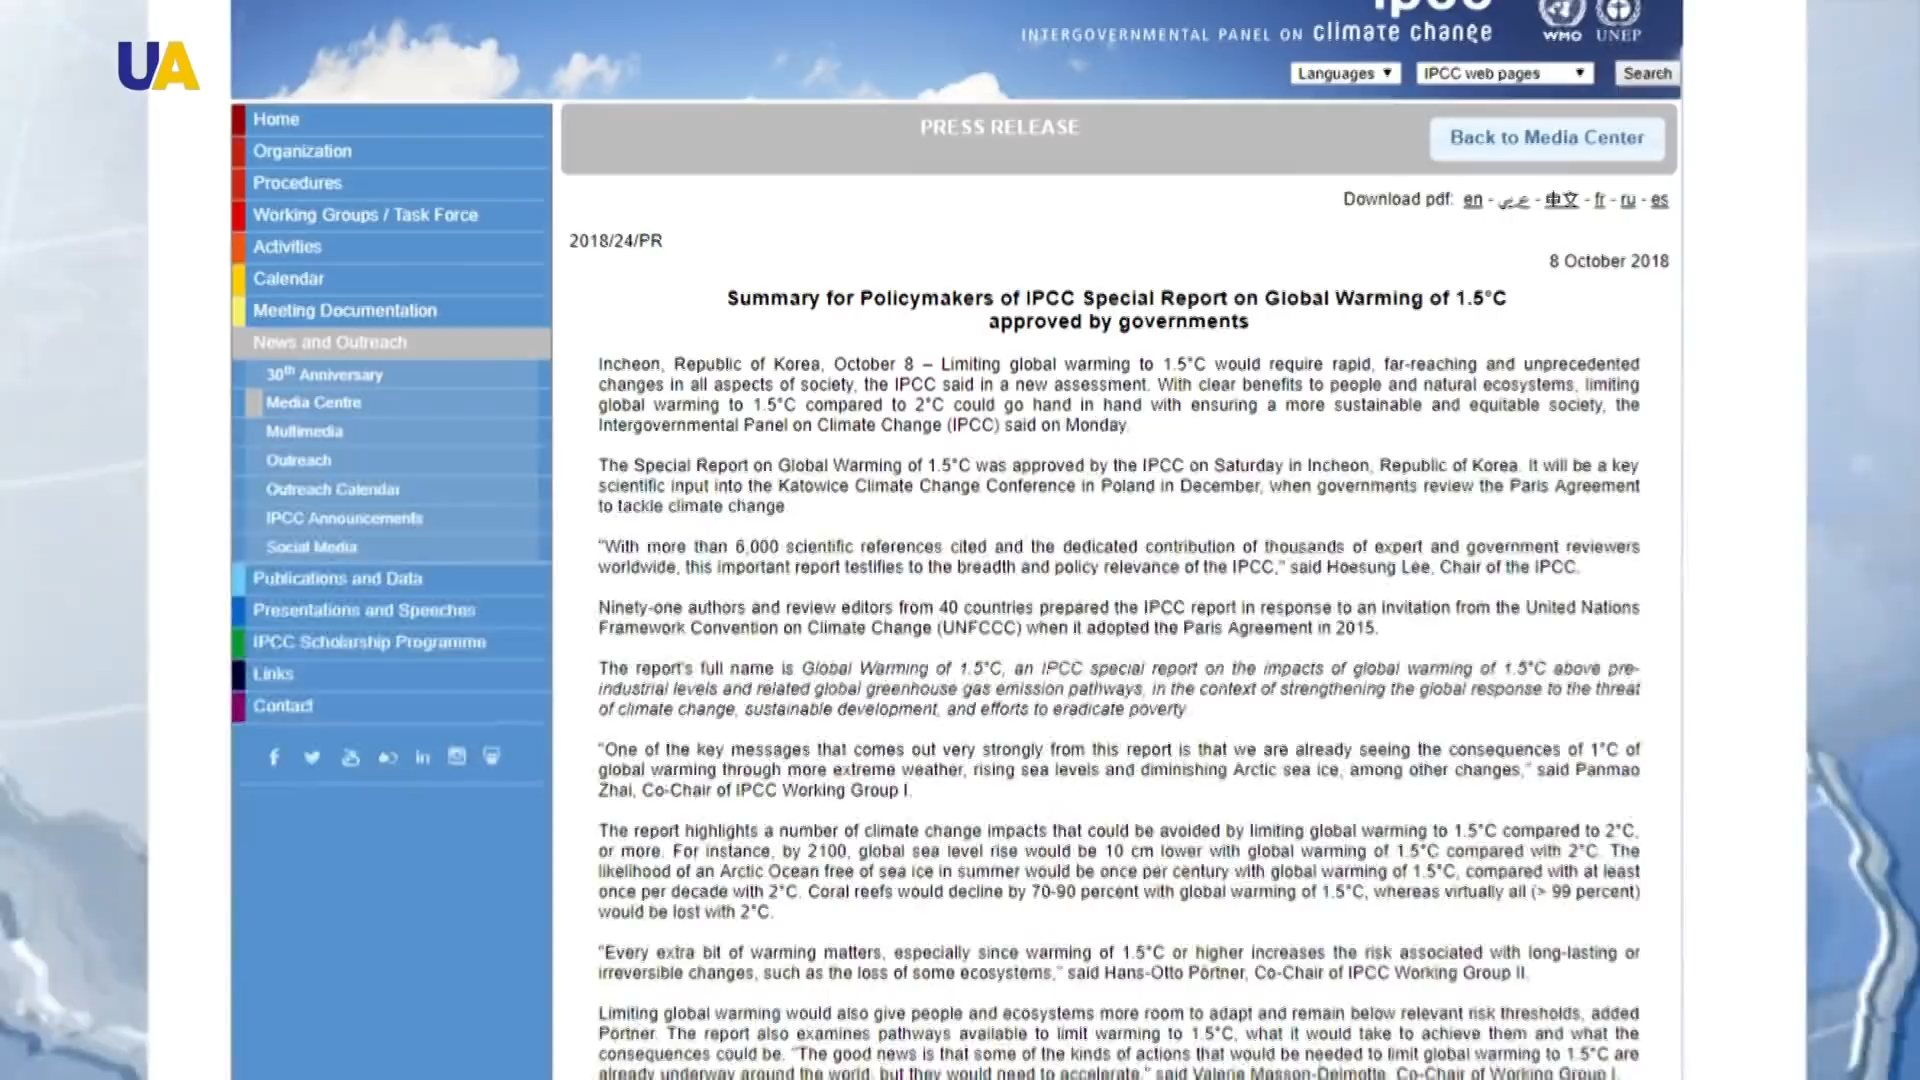 UA
INTERGOVERNMENTAL PANEL ON climate change
WMO UNEP
Languages IPCC web pages Search
Home
Organization
Procedures
Working Groups / Task Force
Activities
Calendar
Meeting Documentation
News and Outreach
30th Anniversary
Media Centre
Multimedia
Outreach
Outreach Calendar
IPCC Announcements
Social Media
Publications and Data
Presentations and Speeches
IPCC Scholarship Programme
Links
Contact
PRESS RELEASE
Back to Media Center
Download pdf: en - عربي - 中文 - fr - ru - es
2018/24/PR
8 October 2018
Summary for Policymakers of IPCC Special Report on Global Warming of 1.5°C
approved by governments
Incheon, Republic of Korea, October 8 – Limiting global warming to 1.5°C would require rapid, far-reaching and unprecedented
changes in all aspects of society, the IPCC said in a new assessment. With clear benefits to people and natural ecosystems, limiting
global warming to 1.5°C compared to 2°C could go hand in hand with ensuring a more sustainable and equitable society, the
Intergovernmental Panel on Climate Change (IPCC) said on Monday.
The Special Report on Global Warming of 1.5°C was approved by the IPCC on Saturday in Incheon, Republic of Korea. It will be a key
scientific input into the Katowice Climate Change Conference in Poland in December, when governments review the Paris Agreement
to tackle climate change.
"With more than 6,000 scientific references cited and the dedicated contribution of thousands of expert and government reviewers
worldwide, this important report testifies to the breadth and policy relevance of the IPCC," said Hoesung Lee, Chair of the IPCC.
Ninety-one authors and review editors from 40 countries prepared the IPCC report in response to an invitation from the United Nations
Framework Convention on Climate Change (UNFCCC) when it adopted the Paris Agreement in 2015.
The report's full name is Global Warming of 1.5°C, an IPCC special report on the impacts of global warming of 1.5°C above pre-
industrial levels and related global greenhouse gas emission pathways, in the context of strengthening the global response to the threat
of climate change, sustainable development, and efforts to eradicate poverty.
"One of the key messages that comes out very strongly from this report is that we are already seeing the consequences of 1°C of
global warming through more extreme weather, rising sea levels and diminishing Arctic sea ice, among other changes," said Panmao
Zhai, Co-Chair of IPCC Working Group I.
The report highlights a number of climate change impacts that could be avoided by limiting global warming to 1.5°C compared to 2°C,
or more. For instance, by 2100, global sea level rise would be 10 cm lower with global warming of 1.5°C compared with 2°C. The
likelihood of an Arctic Ocean free of sea ice in summer would be once per century with global warming of 1.5°C, compared with at least
once per decade with 2°C. Coral reefs would decline by 70-90 percent with global warming of 1.5°C, whereas virtually all (> 99 percent)
would be lost with 2°C.
"Every extra bit of warming matters, especially since warming of 1.5°C or higher increases the risk associated with long-lasting or
irreversible changes, such as the loss of some ecosystems," said Hans-Otto Pörtner, Co-Chair of IPCC Working Group II.
Limiting global warming would also give people and ecosystems more room to adapt and remain below relevant risk thresholds, added
Pörtner. The report also examines pathways available to limit warming to 1.5°C, what it would take to achieve them and what the
consequences could be. "The good news is that some of the kinds of actions that would be needed to limit global warming to 1.5°C are
already underway around the world, but they would need to accelerate," said Valerie Masson-Delmotte, Co-Chair of Working Group I.